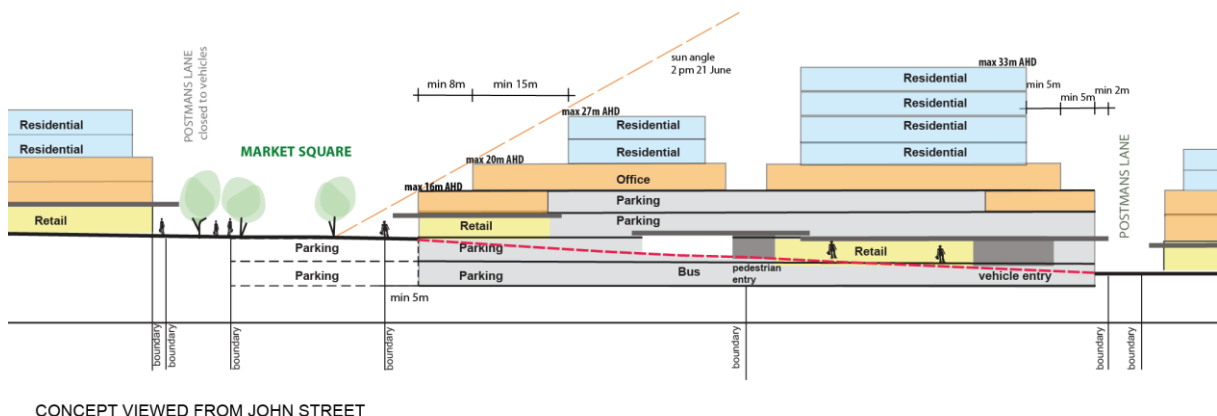 sun angle
2 pm 21 June
POSTMANS LANE
closed to vehicles
max 33m AHD
min 8m
min 15m
Residential
min 5m
min 5m
min 2m
Residential
max 27m AHD
Residential
Residential
Residential
MARKET SQUARE
Residential
Residential
Residential
max 20m AHD
Office
POSTMANS LANE
max 16m AHD
Parking
Retail
Retail
Parking
Parking
Parking
Retail
Parking
Parking
Bus
pedestrian
entry
vehicle entry
min 5m
boundary
boundary
boundary
boundary
boundary
boundary
boundary
CONCEPT VIEWED FROM JOHN STREET